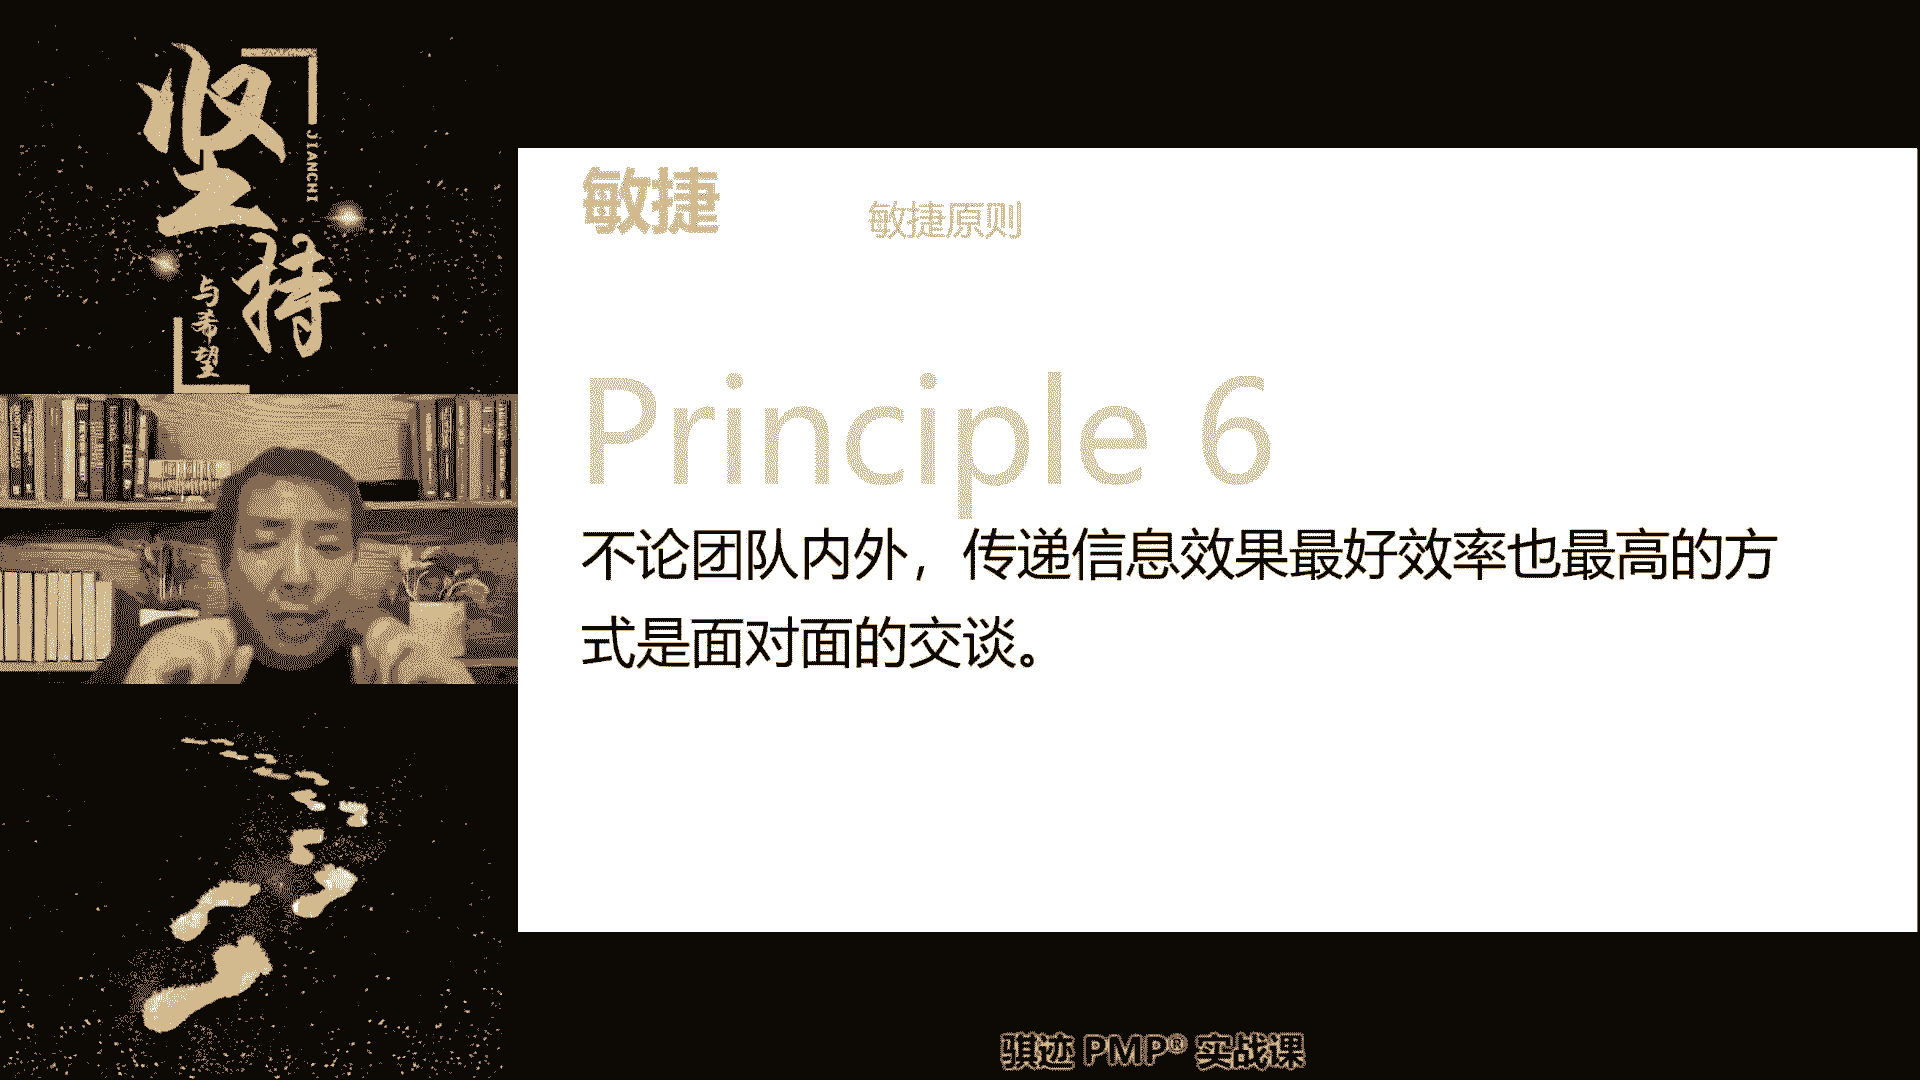 坚持
JIANCHI
与希望
敏捷
敏捷原则
Principle 6
不论团队内外，传递信息效果最好效率也最高的方
式是面对面的交谈。
骐迹 PMP® 实战课